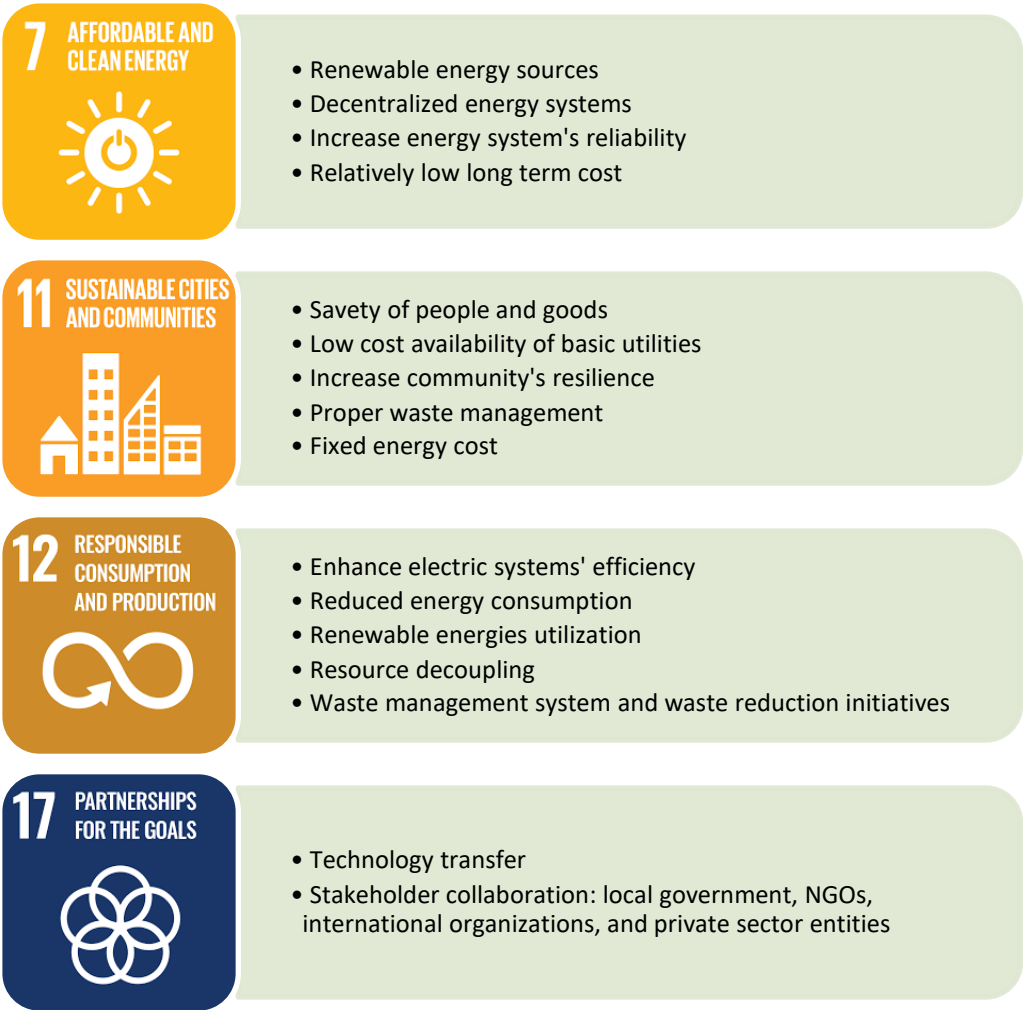 7 AFFORDABLE AND
CLEAN ENERGY
• Renewable energy sources
• Decentralized energy systems
• Increase energy system's reliability
• Relatively low long term cost
11 SUSTAINABLE CITIES
AND COMMUNITIES
• Savety of people and goods
• Low cost availability of basic utilities
• Increase community's resilience
• Proper waste management
• Fixed energy cost
12 RESPONSIBLE
CONSUMPTION
AND PRODUCTION
• Enhance electric systems' efficiency
• Reduced energy consumption
• Renewable energies utilization
• Resource decoupling
• Waste management system and waste reduction initiatives
17 PARTNERSHIPS
FOR THE GOALS
• Technology transfer
• Stakeholder collaboration: local government, NGOs,
international organizations, and private sector entities